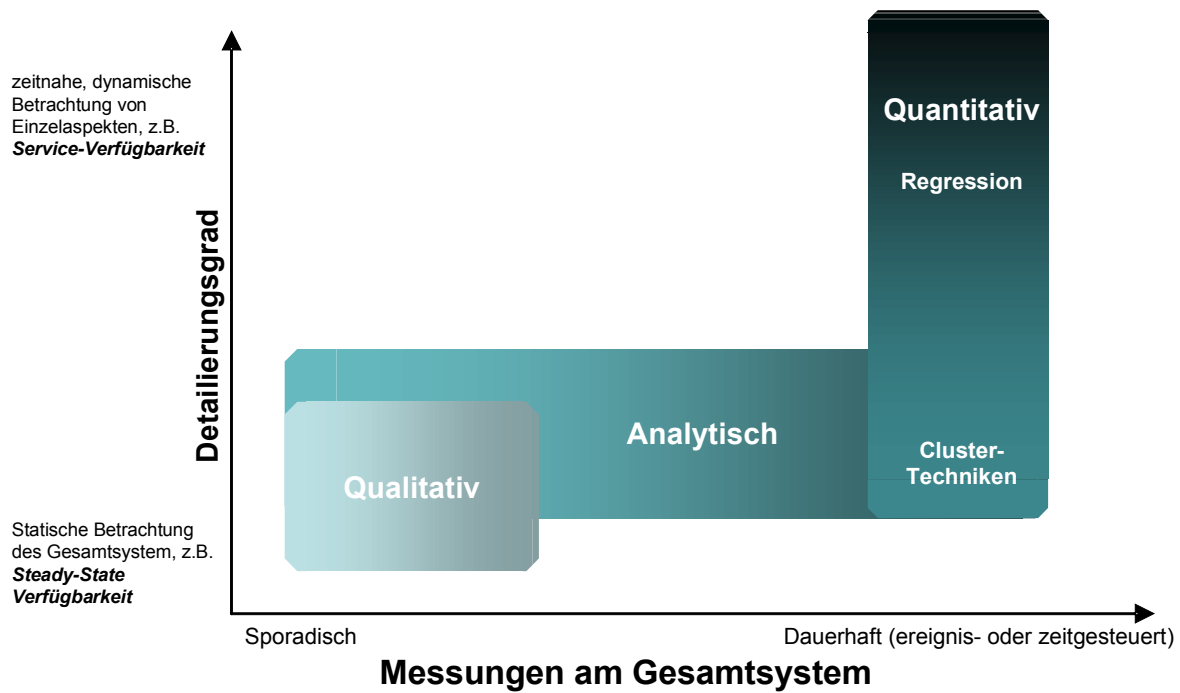 zeitnahe, dynamische
Betrachtung von
Einzelaspekten, z.B.
Service-Verfügbarkeit
Detailierungsgrad
Statische Betrachtung
des Gesamtsystem, z.B.
Steady-State
Verfügbarkeit
Quantitativ
Regression
Cluster-
Techniken
Analytisch
Qualitativ
Sporadisch
Dauerhaft (ereignis- oder zeitgesteuert)
Messungen am Gesamtsystem